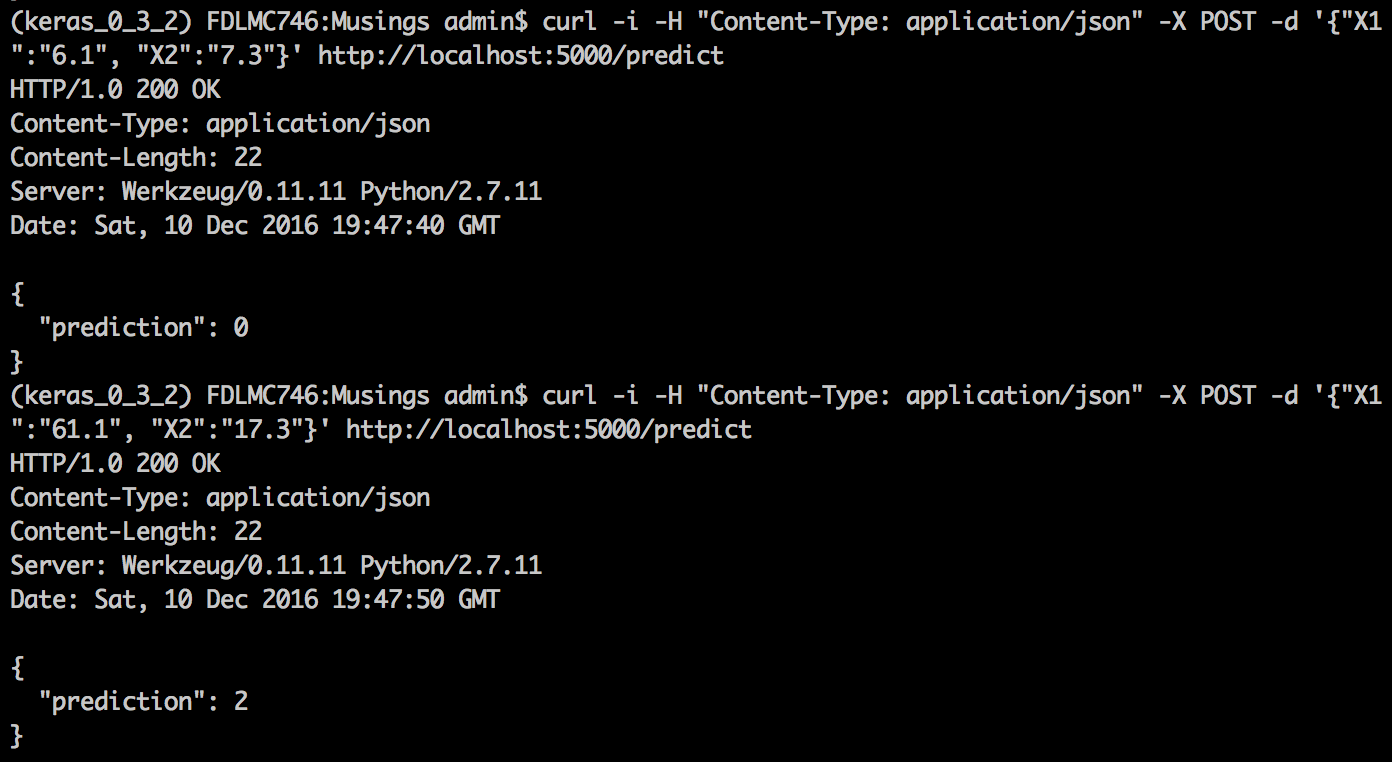 (keras_0_3_2) FDLMC746:Musings admin$ curl -i -H "Content-Type: application/json" -X POST -d '{"X1
":"6.1", "X2":"7.3"}' http://localhost:5000/predict
HTTP/1.0 200 OK
Content-Type: application/json
Content-Length: 22
Server: Werkzeug/0.11.11 Python/2.7.11
Date: Sat, 10 Dec 2016 19:47:40 GMT

{
  "prediction": 0
}
(keras_0_3_2) FDLMC746:Musings admin$ curl -i -H "Content-Type: application/json" -X POST -d '{"X1
":"61.1", "X2":"17.3"}' http://localhost:5000/predict
HTTP/1.0 200 OK
Content-Type: application/json
Content-Length: 22
Server: Werkzeug/0.11.11 Python/2.7.11
Date: Sat, 10 Dec 2016 19:47:50 GMT

{
  "prediction": 2
}